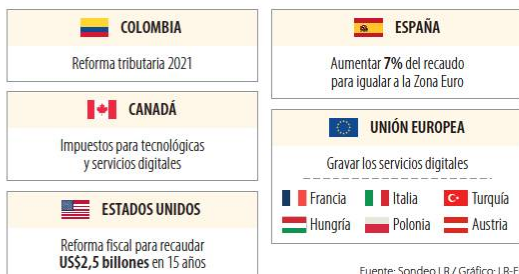 COLOMBIA
Reforma tributaria 2021
CANADÁ
Impuestos para tecnológicas
y servicios digitales
ESTADOS UNIDOS
Reforma fiscal para recaudar
US$2,5 billones en 15 años
ESPAÑA
Aumentar 7% del recaudo
para igualar a la Zona Euro
UNIÓN EUROPEA
Gravar los servicios digitales
Francia Italia Turquía
Hungría Polonia Austria
Fuente: Sondeo LR / Gráfico: LR-E